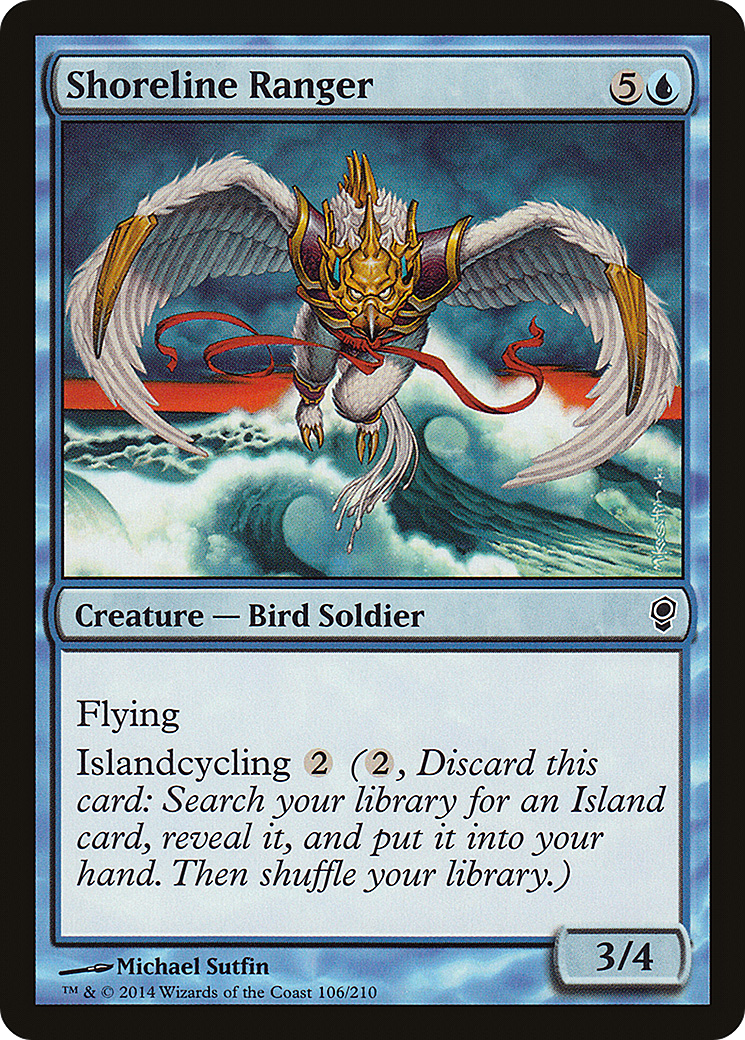 Shoreline Ranger 5
Creature — Bird Soldier
Flying
Islandcycling 2 (2, Discard this
card: Search your library for an Island
card, reveal it, and put it into your
hand. Then shuffle your library.)
3/4
Michael Sutfin
™ & © 2014 Wizards of the Coast 106/210